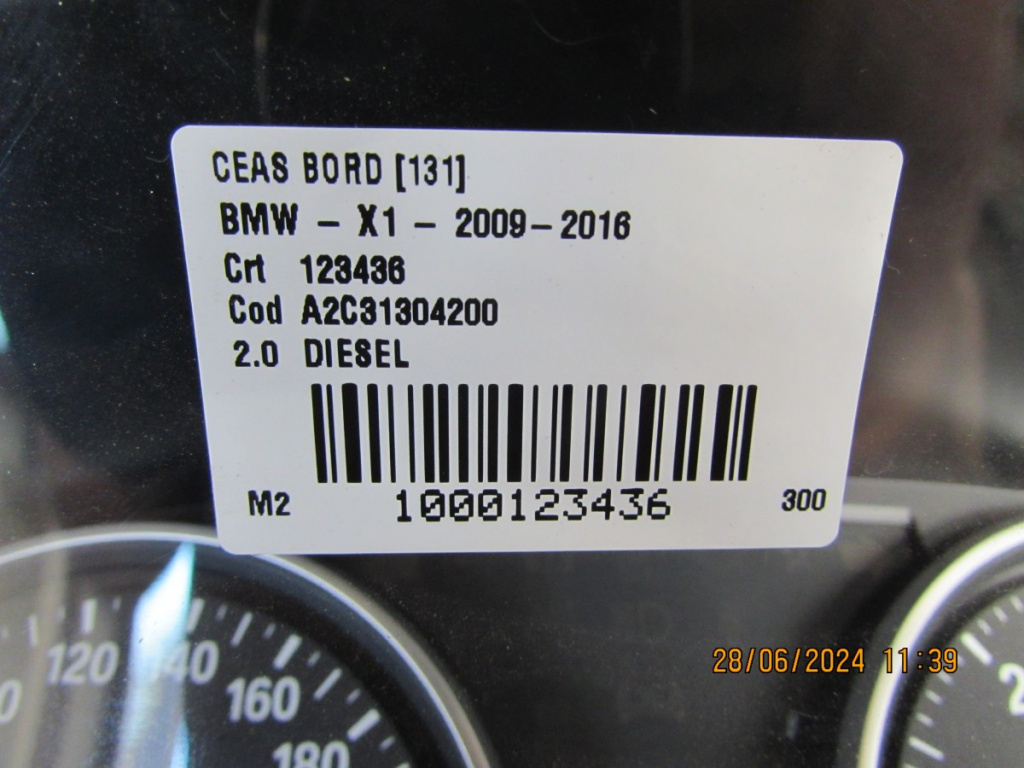 CEAS BORD [131]
BMW - X1 - 2009-2016
Crt 123436
Cod A2C31304200
2.0 DIESEL
M2 1000123436 300
28/06/2024 11:39
120 140
160
180